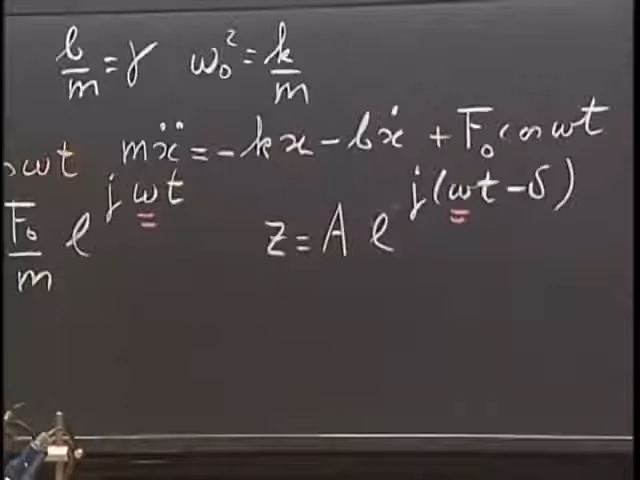 b/m = γ ω₀² = k/m
mẍ = -kx - bẋ + F₀ cos ωt
s ωt
F₀/m e^{jωt} z = A e^{j(ωt - δ)}